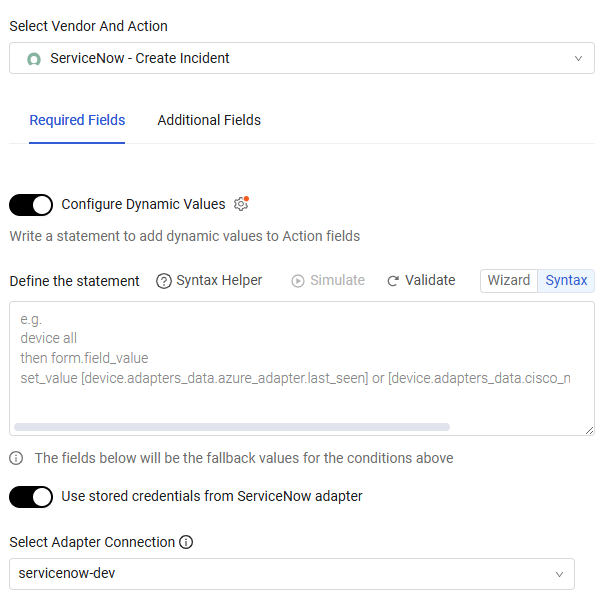 Select Vendor And Action
ServiceNow - Create Incident
Required Fields Additional Fields
Configure Dynamic Values
Write a statement to add dynamic values to Action fields
Define the statement Syntax Helper Simulate Validate Wizard Syntax
e.g.
device all
then form.field_value
set_value [device.adapters_data.azure_adapter.last_seen] or [device.adapters_data.cisco_n
The fields below will be the fallback values for the conditions above
Use stored credentials from ServiceNow adapter
Select Adapter Connection
servicenow-dev